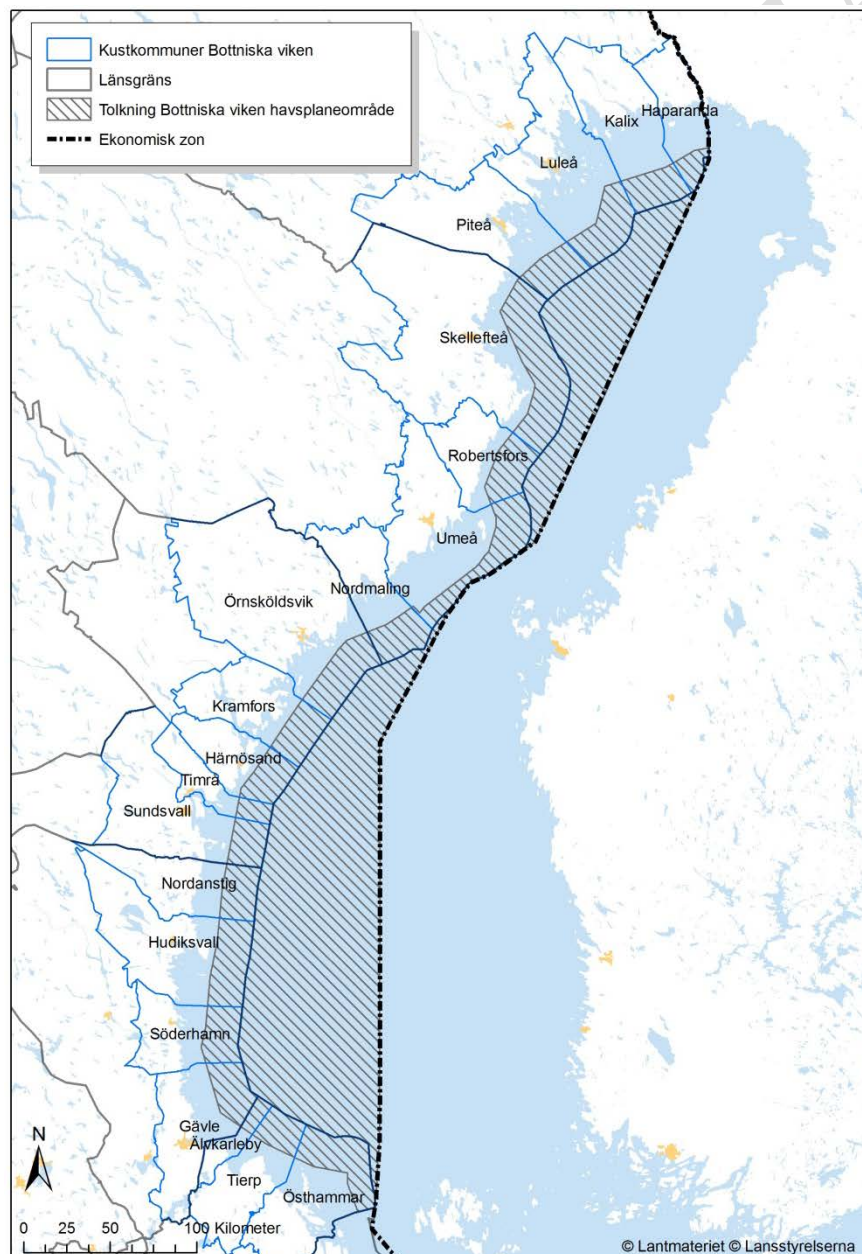 Kustkommuner Bottniska viken
Länsgräns
Tolkning Bottniska viken havsplaneområde
Ekonomisk zon
Haparanda
Kalix
Luleå
Piteå
Skellefteå
Robertsfors
Umeå
Nordmaling
Örnsköldsvik
Kramfors
Härnösand
Timrå
Sundsvall
Nordanstig
Hudiksvall
Söderhamn
Gävle
Älvkarleby
Tierp
Östhammar
N
0 25 50 100 Kilometer
© Lantmateriet © Lansstyrelserna